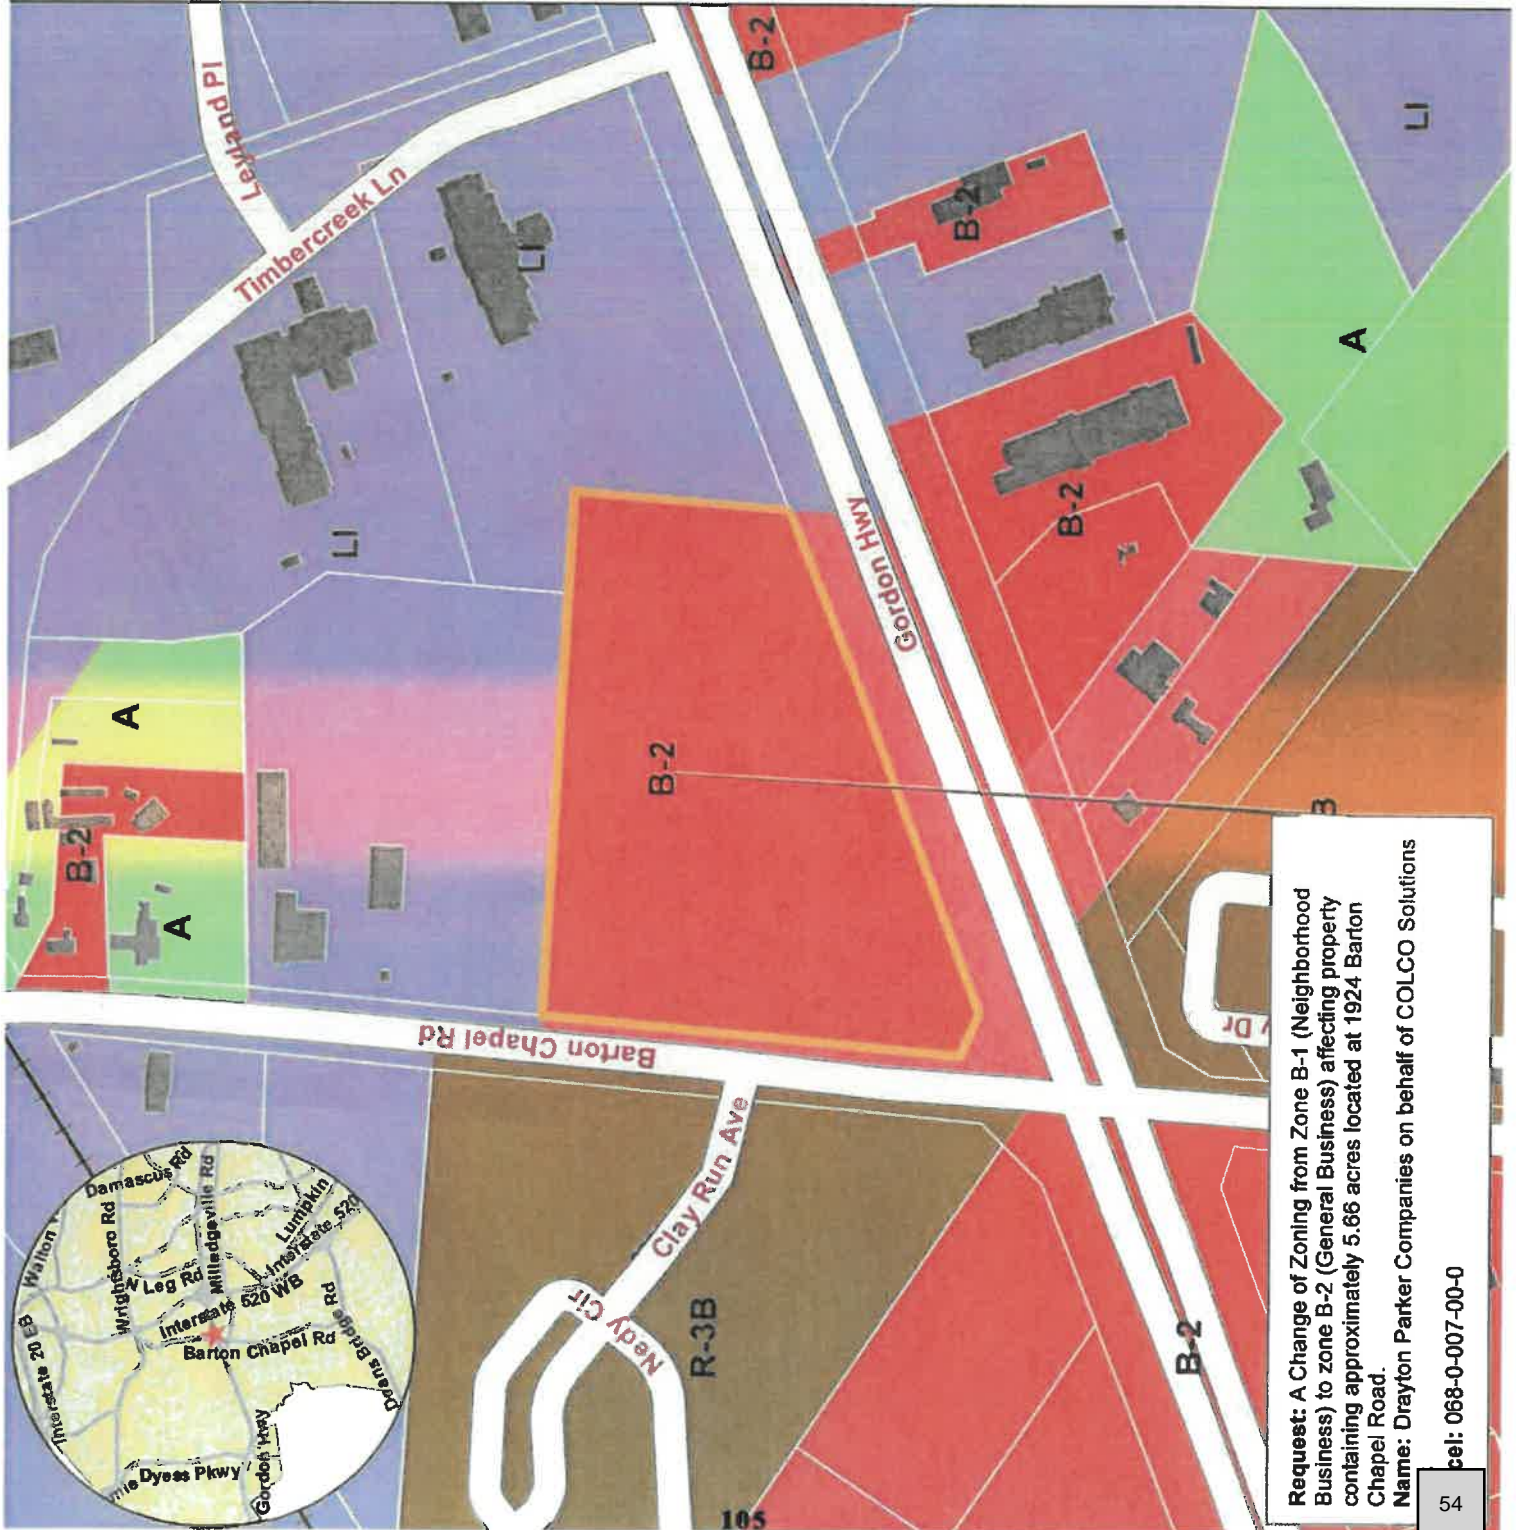 Leyland Pl
Timbercreek Ln
B-2
LI
B-2
LI
LI
A
Gordon Hwy
B-2
A
B-2
B-2
A
Barton Chapel Rd
Clay Run Ave
Nedy Cir
R-3B
B-2
B
Dr
Damascus Rd
Walton
Interstate 20 EB
Wrightsboro Rd
N Leg Rd
Milledgeville Rd
Lumpkin
Interstate 520
Interstate 520 WB
Barton Chapel Rd
Deans Bridge Rd
Dyess Pkwy
Gordon Hwy
Request: A Change of Zoning from Zone B-1 (Neighborhood
Business) to zone B-2 (General Business) affecting property
containing approximately 5.66 acres located at 1924 Barton
Chapel Road.
Name: Drayton Parker Companies on behalf of COLCO Solutions
cel: 068-0-007-00-0
105
54